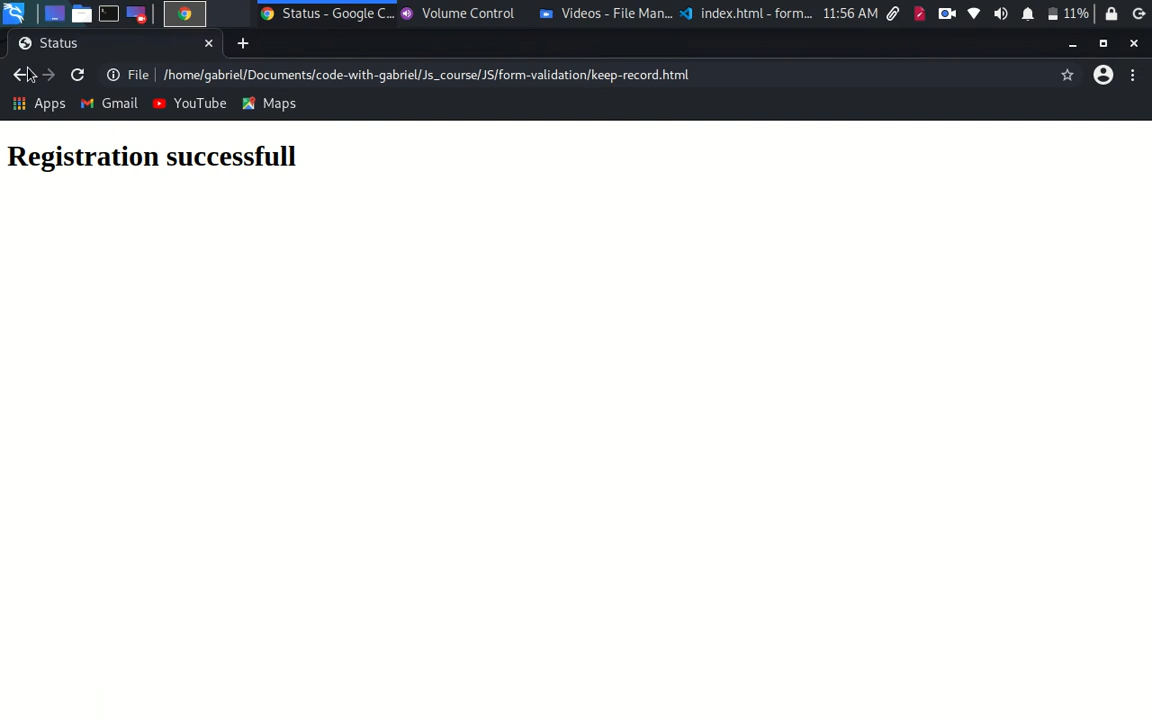 Status - Google C... Volume Control Videos - File Man... index.html - form... 11:56 AM 11%
Status
File /home/gabriel/Documents/code-with-gabriel/Js_course/JS/form-validation/keep-record.html
Apps Gmail YouTube Maps
Registration successfull